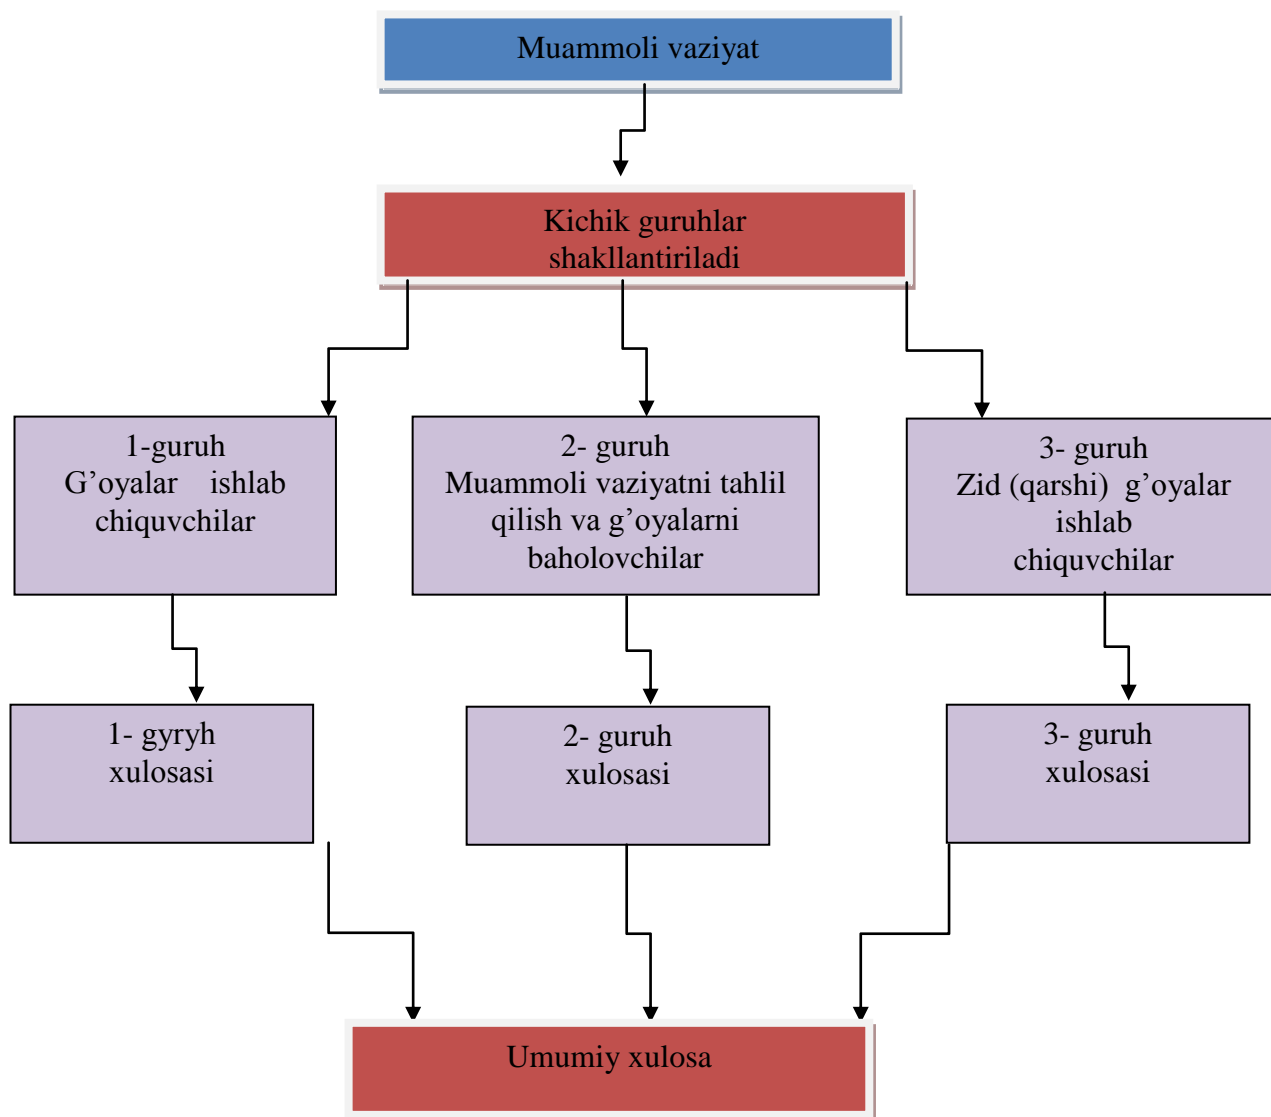 Muammoli vaziyat
Kichik guruhlar
shakllantiriladi
1-guruh
G’oyalar ishlab
chiquvchilar
2- guruh
Muammoli vaziyatni tahlil
qilish va g’oyalarni
baholovchilar
3- guruh
Zid (qarshi) g’oyalar
ishlab
chiquvchilar
1- gyryh
xulosasi
2- guruh
xulosasi
3- guruh
xulosasi
Umumiy xulosa